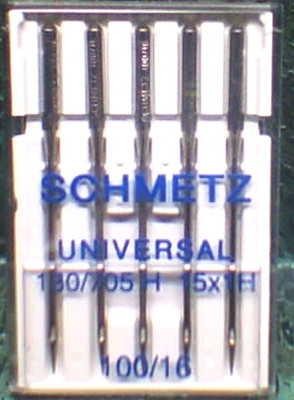 SCHMETZ
UNIVERSAL
130/705 H 15x1H
100/16